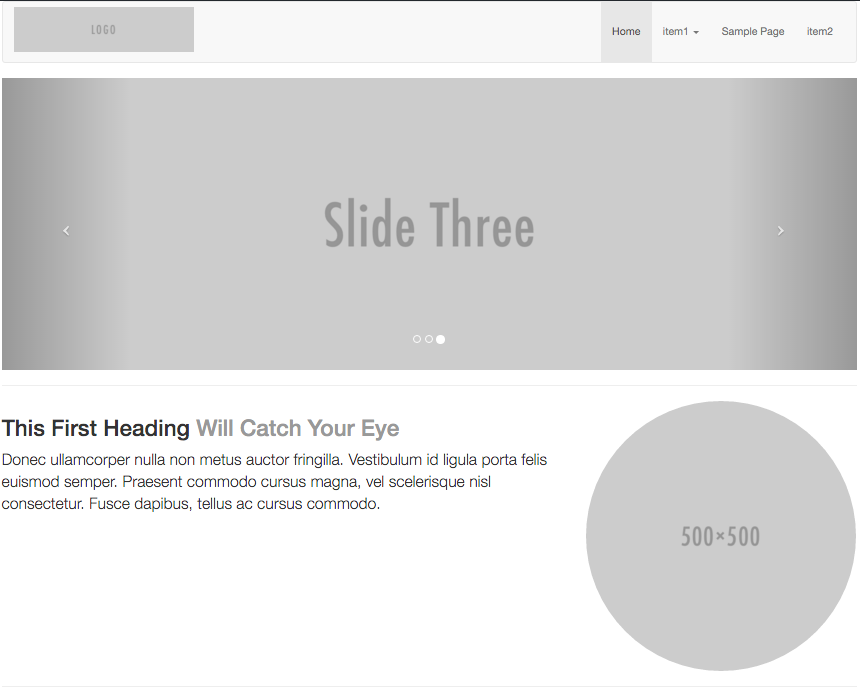 LOGO
Home
item1
Sample Page
item2
Slide Three
This First Heading Will Catch Your Eye
Donec ullamcorper nulla non metus auctor fringilla. Vestibulum id ligula porta felis
euismod semper. Praesent commodo cursus magna, vel scelerisque nisl
consectetur. Fusce dapibus, tellus ac cursus commodo.
500×500